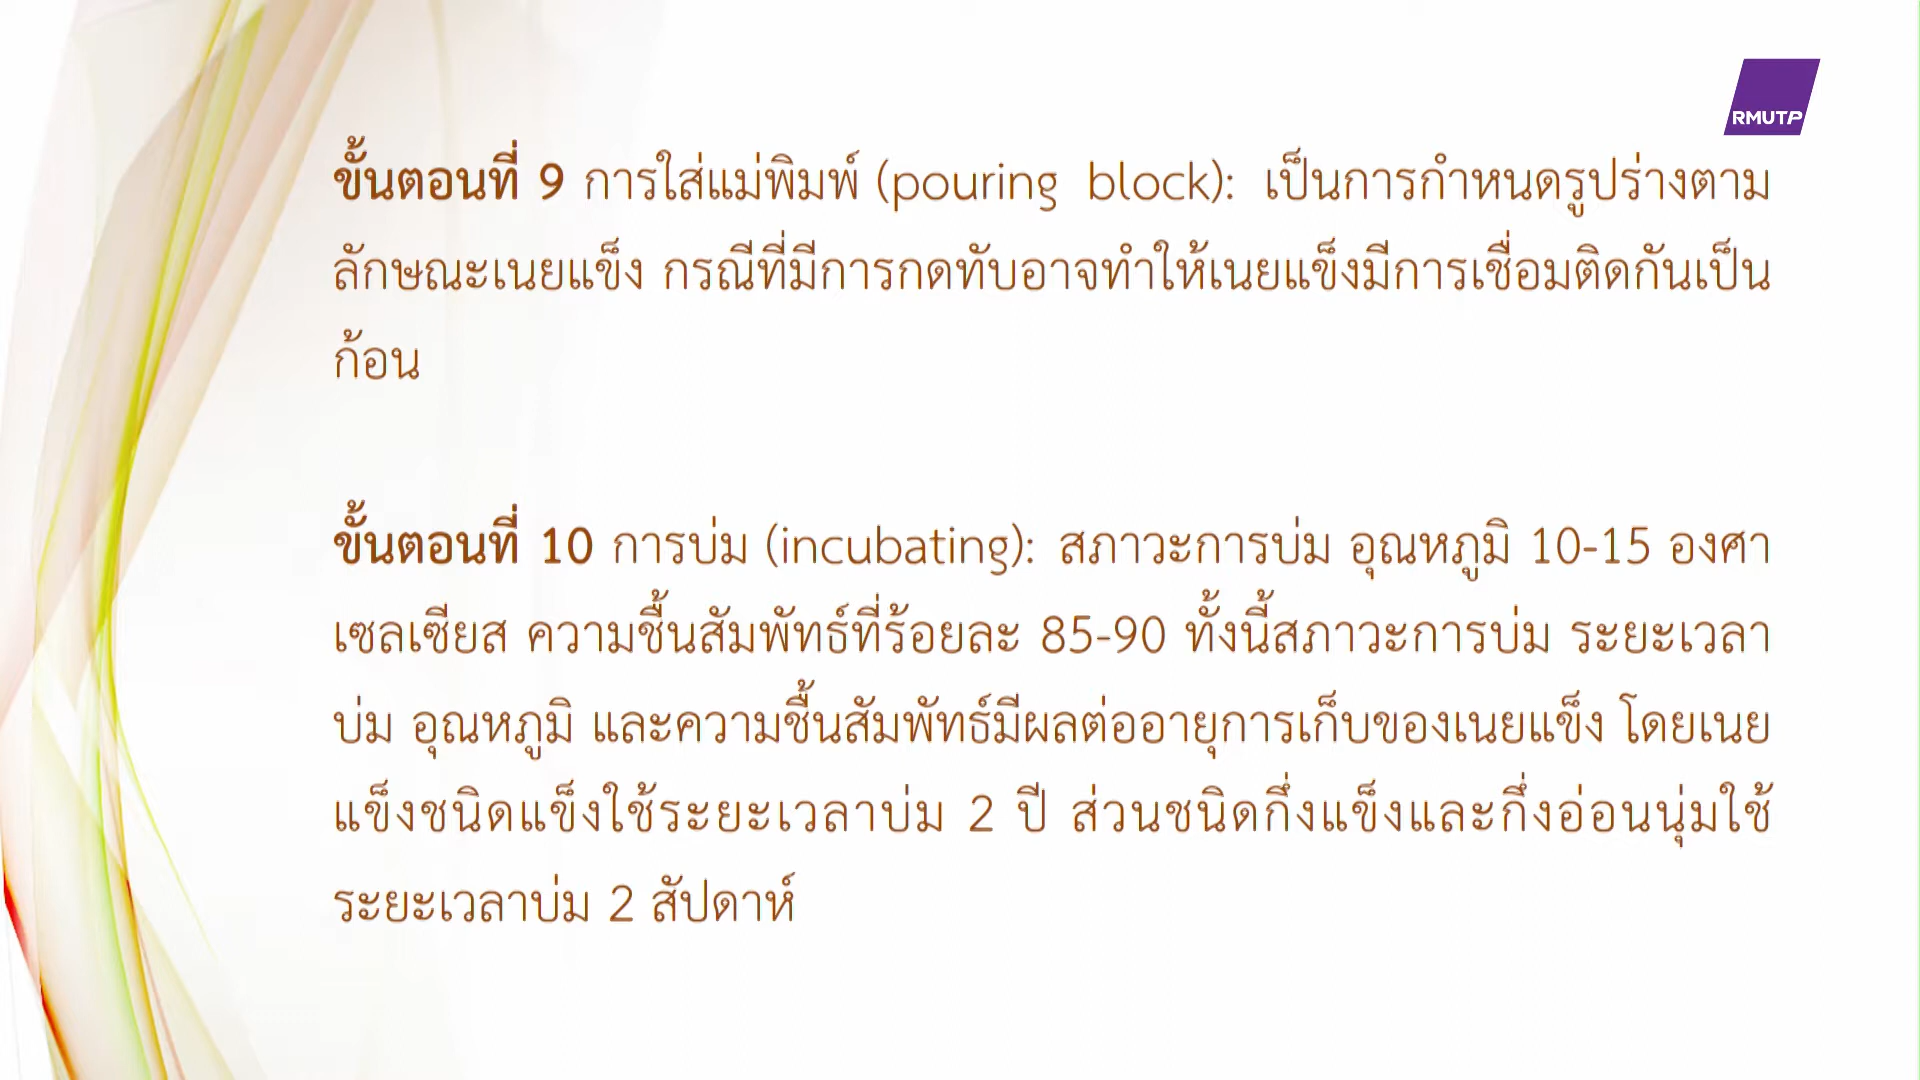 RMUTP
ขั้นตอนที่ 9 การใส่แม่พิมพ์ (pouring block): เป็นการกำหนดรูปร่างตาม
ลักษณะเนยแข็ง กรณีที่มีการกดทับอาจทำให้เนยแข็งมีการเชื่อมติดกันเป็น
ก้อน
ขั้นตอนที่ 10 การบ่ม (incubating): สภาวะการบ่ม อุณหภูมิ 10-15 องศา
เซลเซียส ความชื้นสัมพัทธ์ที่ร้อยละ 85-90 ทั้งนี้สภาวะการบ่ม ระยะเวลา
บ่ม อุณหภูมิ และความชื้นสัมพัทธ์มีผลต่ออายุการเก็บของเนยแข็ง โดยเนย
แข็งชนิดแข็งใช้ระยะเวลาบ่ม 2 ปี ส่วนชนิดกึ่งแข็งและกึ่งอ่อนนุ่มใช้
ระยะเวลาบ่ม 2 สัปดาห์